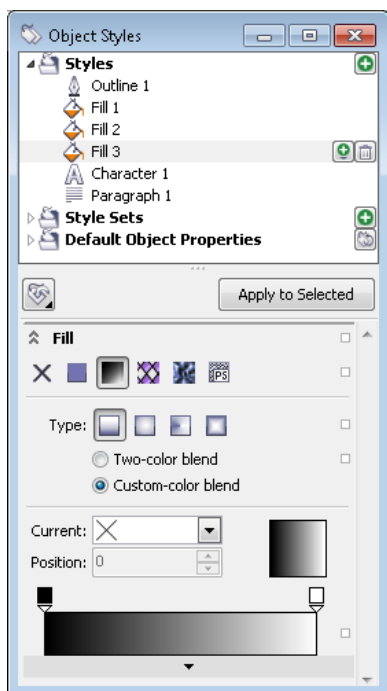 Object Styles
Styles
Outline 1
Fill 1
Fill 2
Fill 3
Character 1
Paragraph 1
Style Sets
Default Object Properties
Apply to Selected
Fill
PS
Type:
Two-color blend
Custom-color blend
Current:
Position: 0